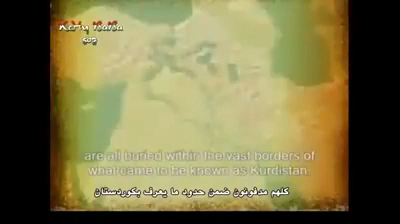 are all buried within the vast borders of
what came to be known as Kurdistan.
كلهم مدفونون ضمن حدود ما يعرف بكوردستان